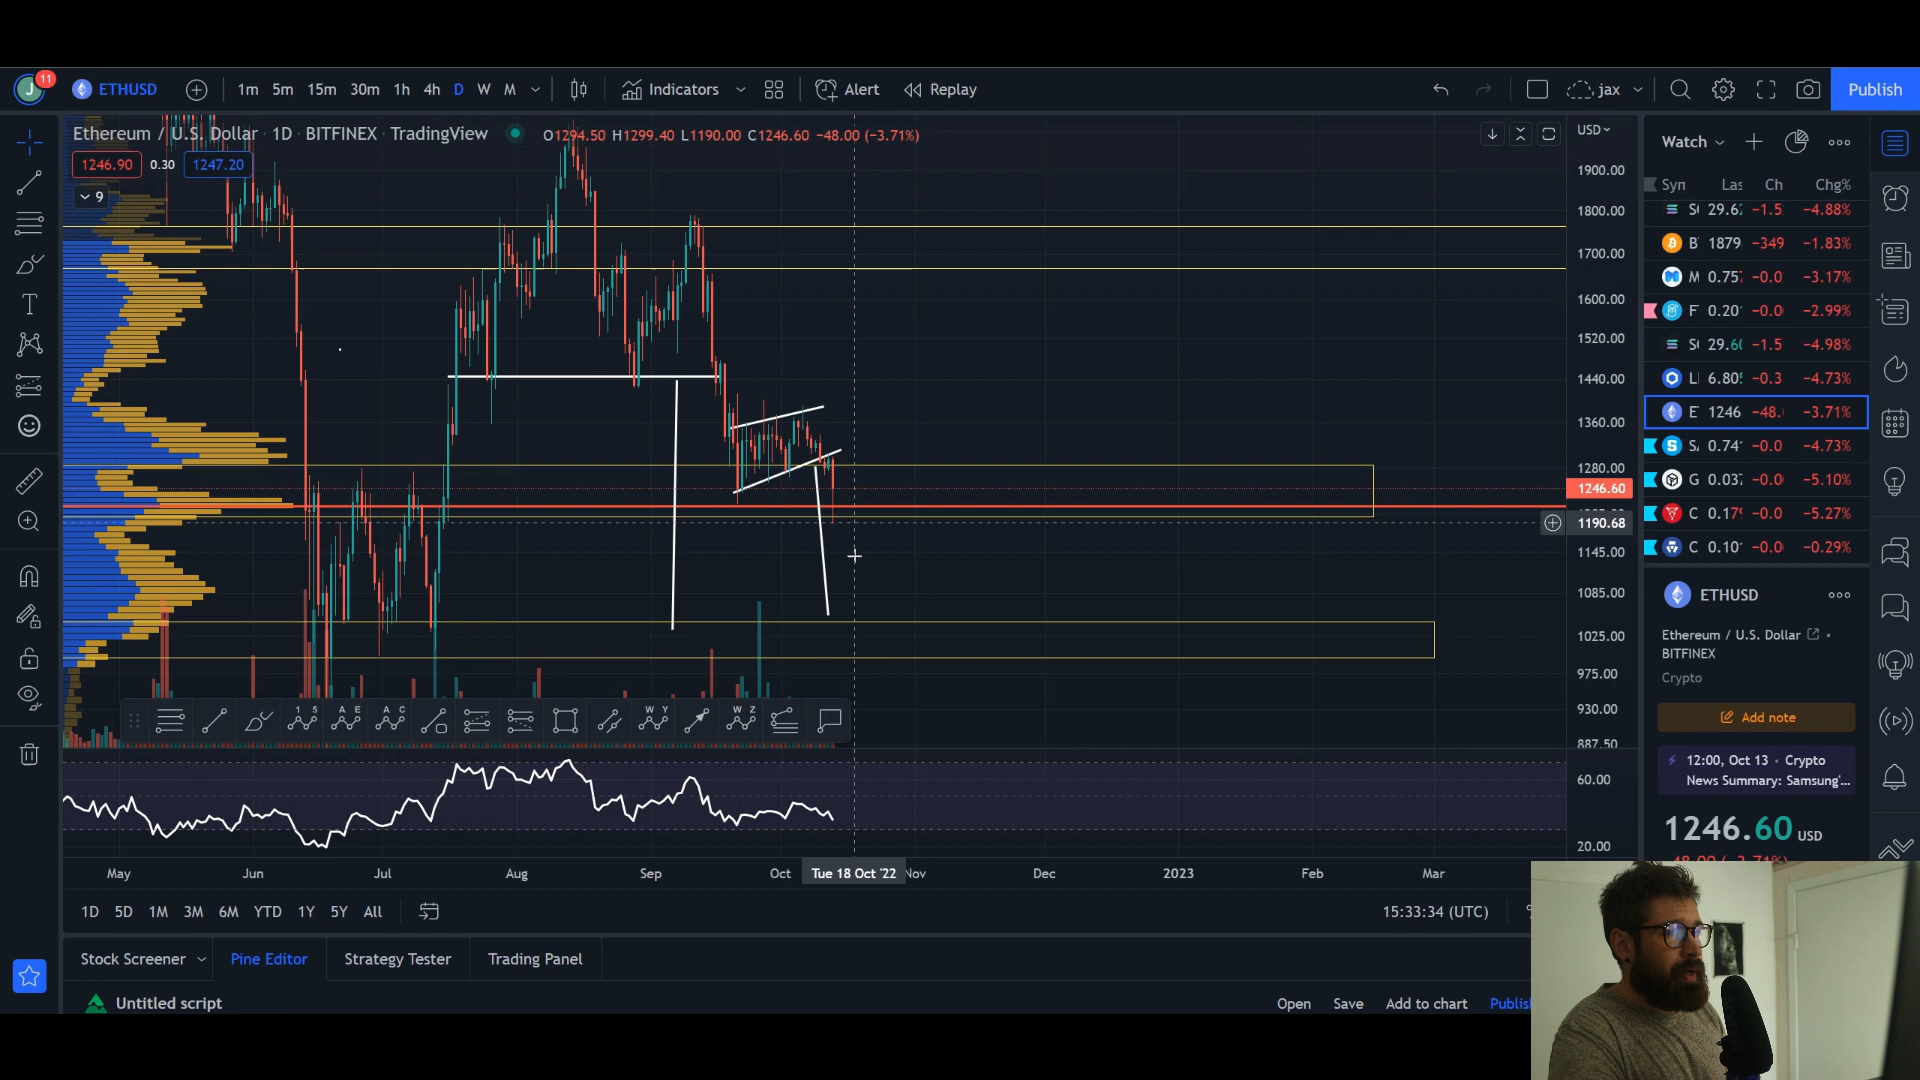 J 11 ETHUSD 1m 5m 15m 30m 1h 4h D W M Indicators Alert Replay jax Publish
Ethereum / U.S. Dollar · 1D · BITFINEX · TradingView O1294.50 H1299.40 L1190.00 C1246.60 −48.00 (−3.71%)
1246.90 0.30 1247.20
9
USD
1900.00
1800.00
1700.00
1600.00
1520.00
1440.00
1360.00
1280.00
1246.60
1190.68
1145.00
1085.00
1025.00
975.00
930.00
887.50
60.00
20.00
1 5 A E A C W Y W Z
May Jun Jul Aug Sep Oct Tue 18 Oct '22 Nov Dec 2023 Feb Mar
1D 5D 1M 3M 6M YTD 1Y 5Y All 15:33:34 (UTC)
Stock Screener Pine Editor Strategy Tester Trading Panel
Untitled script Open Save Add to chart Publis
Watch
Syn Las Ch Chg%
29.62 −1.5 −4.88%
B 1879 −349 −1.83%
M 0.75 −0.0 −3.17%
F 0.20 −0.0 −2.99%
29.60 −1.5 −4.98%
LI 6.80 −0.3 −4.73%
E 1246 −48. −3.71%
S 0.74 −0.0 −4.73%
G 0.03 −0.0 −5.10%
C 0.17 −0.0 −5.27%
C 0.10 −0.0 −0.29%
ETHUSD
Ethereum / U.S. Dollar
BITFINEX
Crypto
Add note
12:00, Oct 13 · Crypto
News Summary: Samsung'...
1246.60 USD